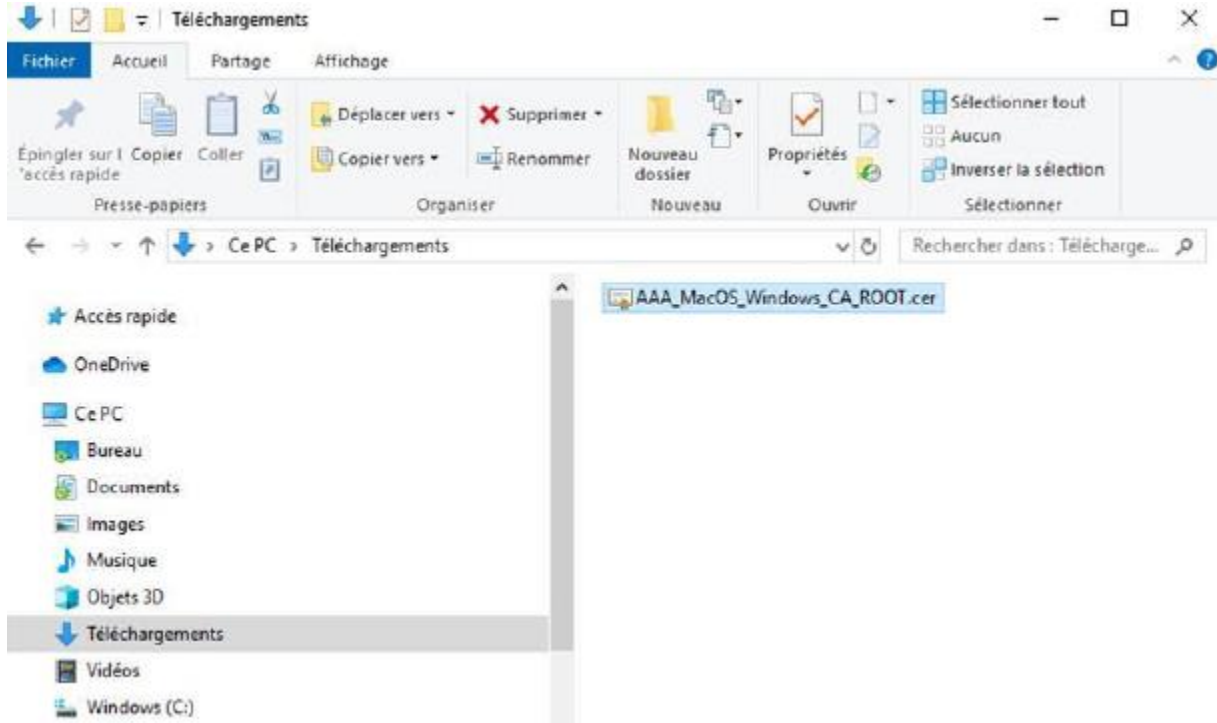 Téléchargements
Fichier Accueil Partage Affichage
Épingler sur l'accès rapide
Copier
Coller
Déplacer vers
Copier vers
Supprimer
Renommer
Nouveau dossier
Propriétés
Sélectionner tout
Aucun
Inverser la sélection
Presse-papiers Organiser Nouveau Ouvrir Sélectionner
Ce PC > Téléchargements
Rechercher dans : Télécharge...
AAA_MacOS_Windows_CA_ROOT.cer
Accès rapide
OneDrive
Ce PC
Bureau
Documents
Images
Musique
Objets 3D
Téléchargements
Vidéos
Windows (C:)